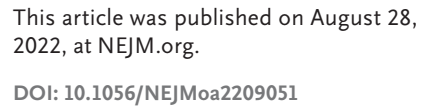 This article was published on August 28,
2022, at NEJM.org.
DOI: 10.1056/NEJMoa2209051